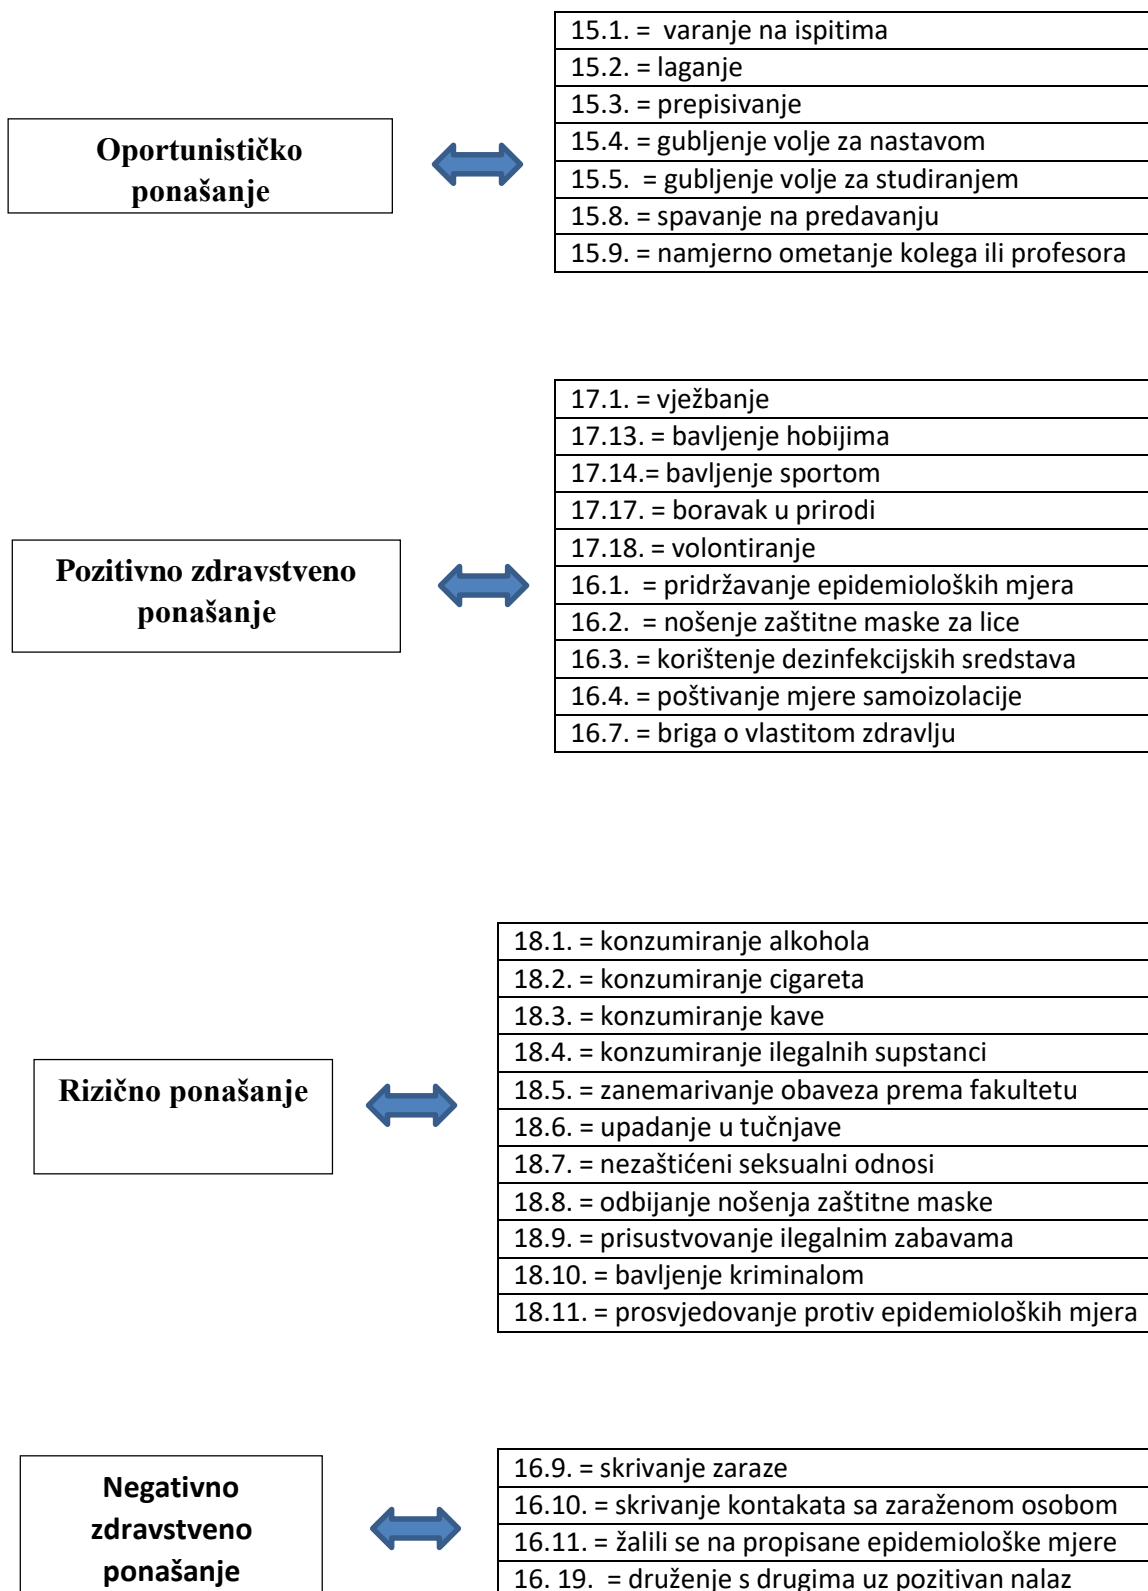 15.1. = varanje na ispitima
15.2. = laganje
15.3. = prepisivanje
15.4. = gubljenje volje za nastavom
15.5. = gubljenje volje za studiranjem
15.8. = spavanje na predavanju
15.9. = namjerno ometanje kolega ili profesora
Oportunističko
ponašanje
17.1. = vježbanje
17.13. = bavljenje hobijima
17.14.= bavljenje sportom
17.17. = boravak u prirodi
17.18. = volontiranje
16.1. = pridržavanje epidemioloških mjera
16.2. = nošenje zaštitne maske za lice
16.3. = korištenje dezinfekcijskih sredstava
16.4. = poštivanje mjere samoizolacije
16.7. = briga o vlastitom zdravlju
Pozitivno zdravstveno
ponašanje
18.1. = konzumiranje alkohola
18.2. = konzumiranje cigareta
18.3. = konzumiranje kave
18.4. = konzumiranje ilegalnih supstanci
18.5. = zanemarivanje obaveza prema fakultetu
18.6. = upadanje u tučnjave
18.7. = nezaštićeni seksualni odnosi
18.8. = odbijanje nošenja zaštitne maske
18.9. = prisustvovanje ilegalnim zabavama
18.10. = bavljenje kriminalom
18.11. = prosvjedovanje protiv epidemioloških mjera
Rizično ponašanje
16.9. = skrivanje zaraze
16.10. = skrivanje kontakata sa zaraženom osobom
16.11. = žalili se na propisane epidemiološke mjere
16. 19. = druženje s drugima uz pozitivan nalaz
Negativno
zdravstveno
ponašanje